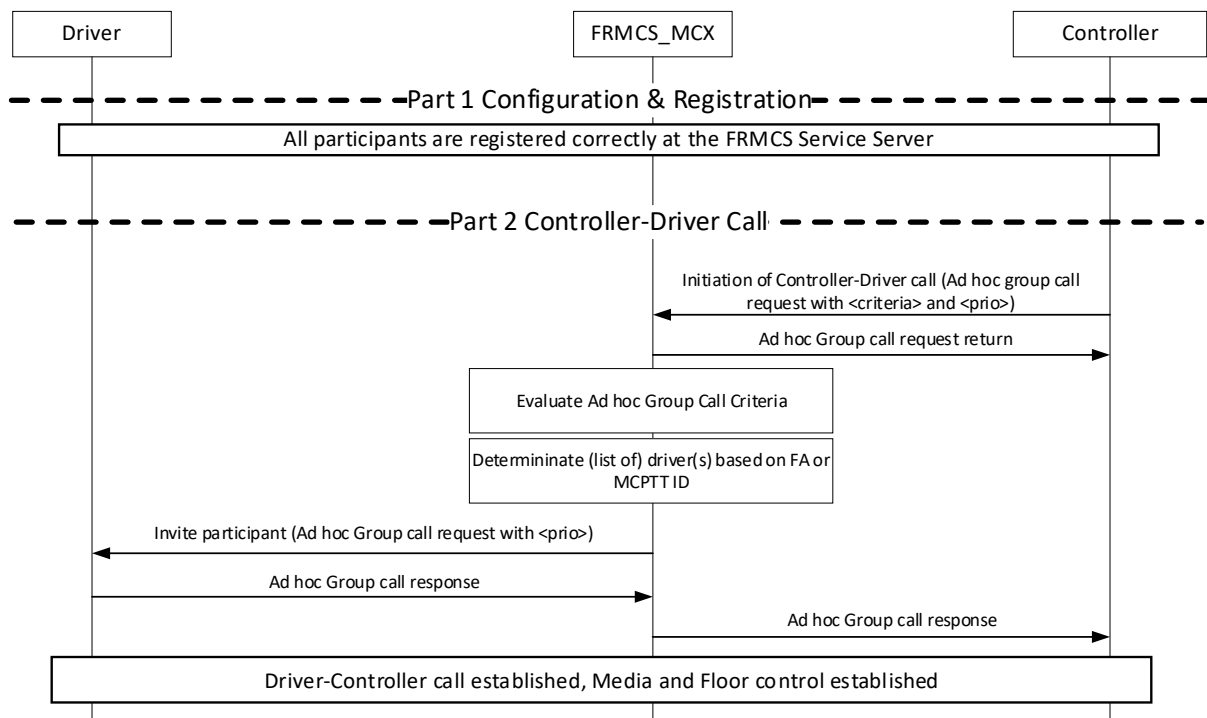 Driver
FRMCS_MCX
Controller
Part 1 Configuration & Registration
All participants are registered correctly at the FRMCS Service Server
Part 2 Controller-Driver Call
Initiation of Controller-Driver call (Ad hoc group call
request with <criteria> and <prio>)
Ad hoc Group call request return
Evaluate Ad hoc Group Call Criteria
Determininate (list of) driver(s) based on FA or
MCPTT ID
Invite participant (Ad hoc Group call request with <prio>)
Ad hoc Group call response
Ad hoc Group call response
Driver-Controller call established, Media and Floor control established